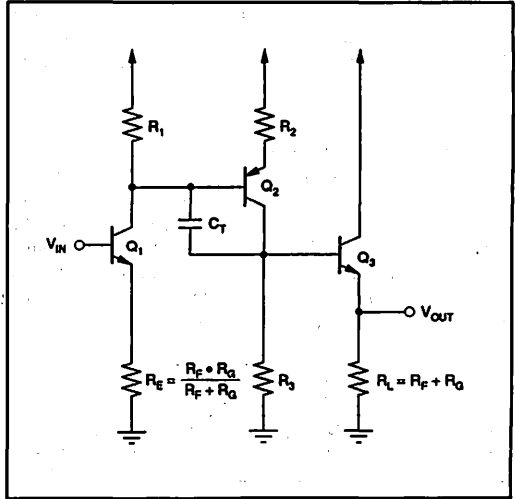 R1
R2
Q2
CT
VIN
Q1
Q3
VOUT
RE = RF • RG / RF + RG
R3
RL = RF + RG